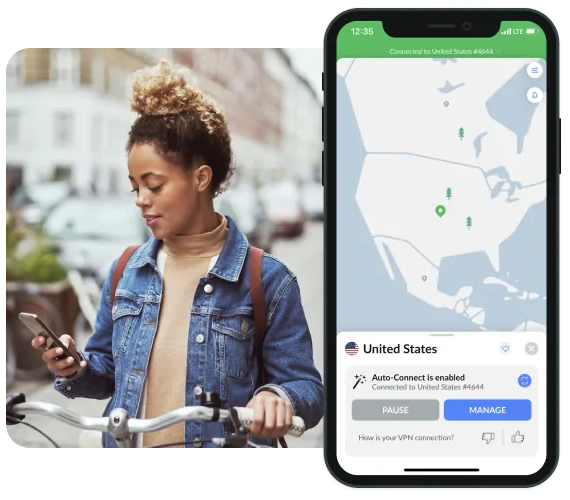 12:35
LTE
Connected to United States #4644
United States
Auto-Connect is enabled
Connected to United States #4644
PAUSE
MANAGE
How is your VPN connection?